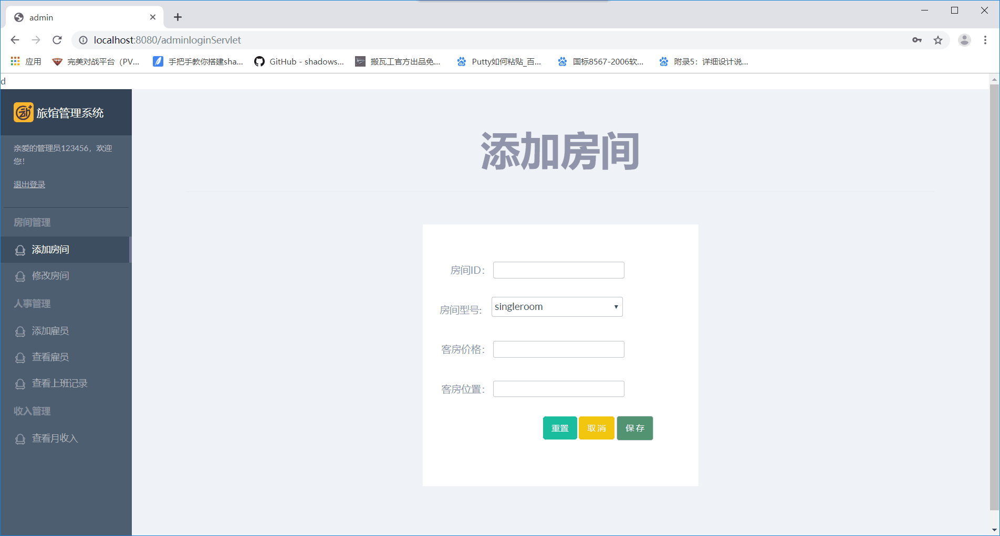 admin
localhost:8080/adminloginServlet
应用 完美对战平台（PV... 手把手教你搭建sha... GitHub - shadows... 搬瓦工官方出品免... Putty如何粘贴_百... 国标8567-2006软... 附录5：详细设计说...
d
旅馆管理系统
亲爱的管理员123456，欢迎
您！
退出登录
房间管理
添加房间
修改房间
人事管理
添加雇员
查看雇员
查看上班记录
收入管理
查看月收入
添加房间
房间ID：
房间型号: singleroom
客房价格：
客房位置：
重置 取消 保存